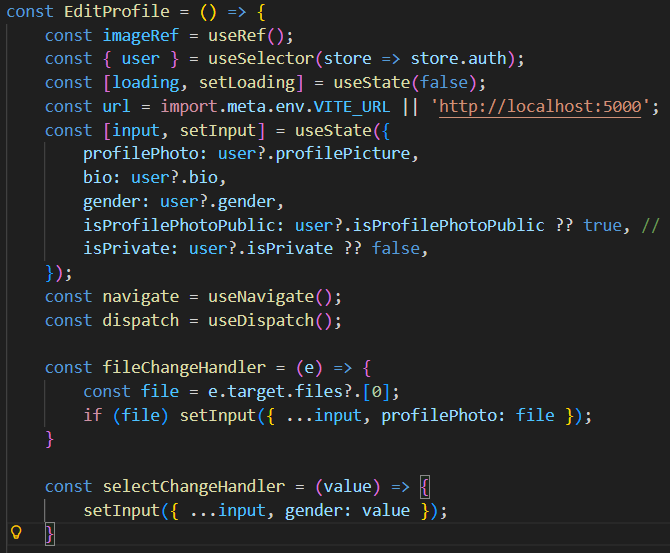 const EditProfile = () => {
    const imageRef = useRef();
    const { user } = useSelector(store => store.auth);
    const [loading, setLoading] = useState(false);
    const url = import.meta.env.VITE_URL || 'http://localhost:5000';
    const [input, setInput] = useState({
        profilePhoto: user?.profilePicture,
        bio: user?.bio,
        gender: user?.gender,
        isProfilePhotoPublic: user?.isProfilePhotoPublic ?? true, //
        isPrivate: user?.isPrivate ?? false,
    });
    const navigate = useNavigate();
    const dispatch = useDispatch();

    const fileChangeHandler = (e) => {
        const file = e.target.files?.[0];
        if (file) setInput({ ...input, profilePhoto: file });
    }

    const selectChangeHandler = (value) => {
        setInput({ ...input, gender: value });
    }